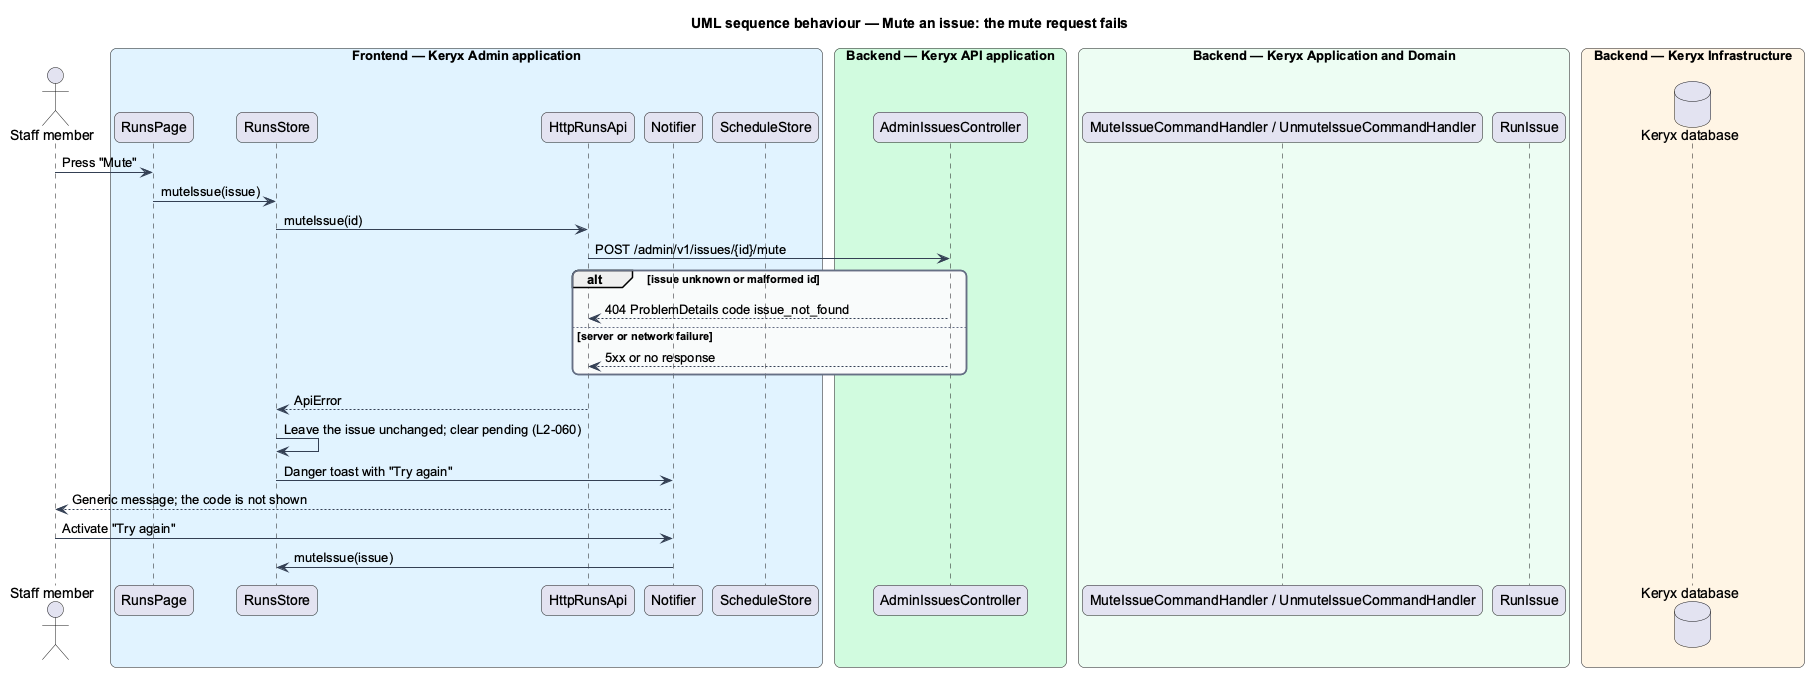 UML sequence behaviour — Mute an issue: the mute request fails
Frontend — Keryx Admin application
Backend — Keryx API application
Backend — Keryx Application and Domain
Backend — Keryx Infrastructure
Staff member
RunsPage
RunsStore
HttpRunsApi
Notifier
ScheduleStore
AdminIssuesController
MuteIssueCommandHandler / UnmuteIssueCommandHandler
RunIssue
Keryx database
Press "Mute"
muteIssue(issue)
muteIssue(id)
POST /admin/v1/issues/{id}/mute
alt
[issue unknown or malformed id]
404 ProblemDetails code issue_not_found
[server or network failure]
5xx or no response
ApiError
Leave the issue unchanged; clear pending (L2-060)
Danger toast with "Try again"
Generic message; the code is not shown
Activate "Try again"
muteIssue(issue)
Staff member
RunsPage
RunsStore
HttpRunsApi
Notifier
ScheduleStore
AdminIssuesController
MuteIssueCommandHandler / UnmuteIssueCommandHandler
RunIssue
Keryx database